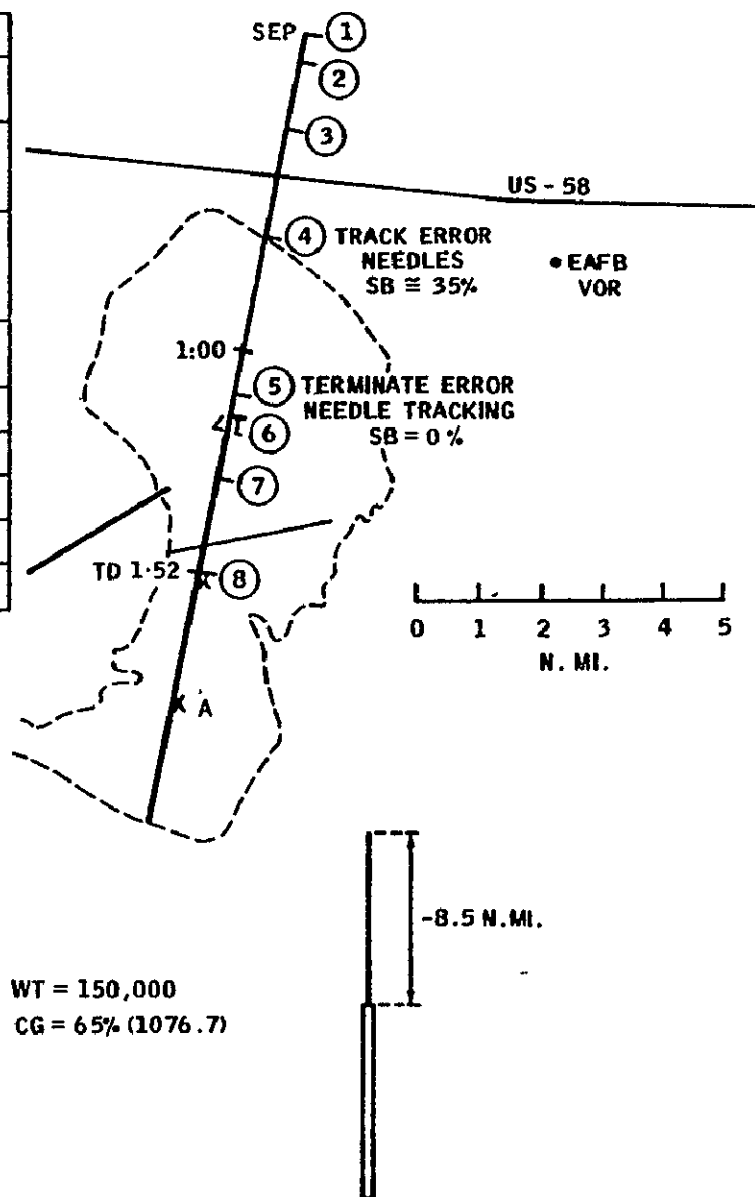 SEP 1
2
3
US - 58
4 TRACK ERROR
NEEDLES
SB ≅ 35%
• EAFB
VOR
1:00
5 TERMINATE ERROR
NEEDLE TRACKING
SB = 0 %
6
7
TD 1:52
8
0 1 2 3 4 5
N. MI.
X A
-8.5 N.MI.
WT = 150,000
CG = 65% (1076.7)